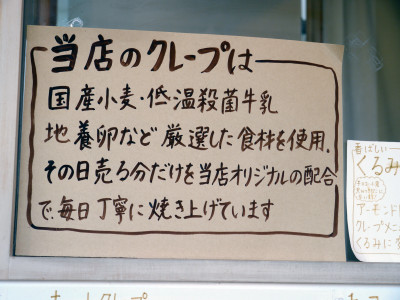 当店のクレープは
国産小麦・低温殺菌牛乳
地養卵など厳選した食材を使用.
その日売る分だけを当店オリジナルの配合
で、毎日丁寧に焼き上げています
香ばしい
くるみ
アーモンド
クレープメニ
くるみに